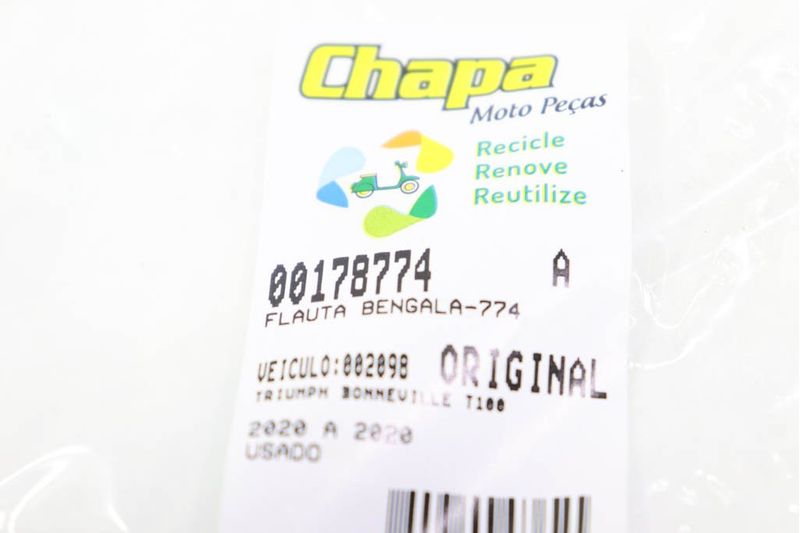 Chapa
Moto Peças
Recicle
Renove
Reutilize
00178774 A
FLAUTA BENGALA-774
VEICULO:002098 ORIGINAL
TRIUMPH BONNEVILLE T100
2020 A 2020
USADO